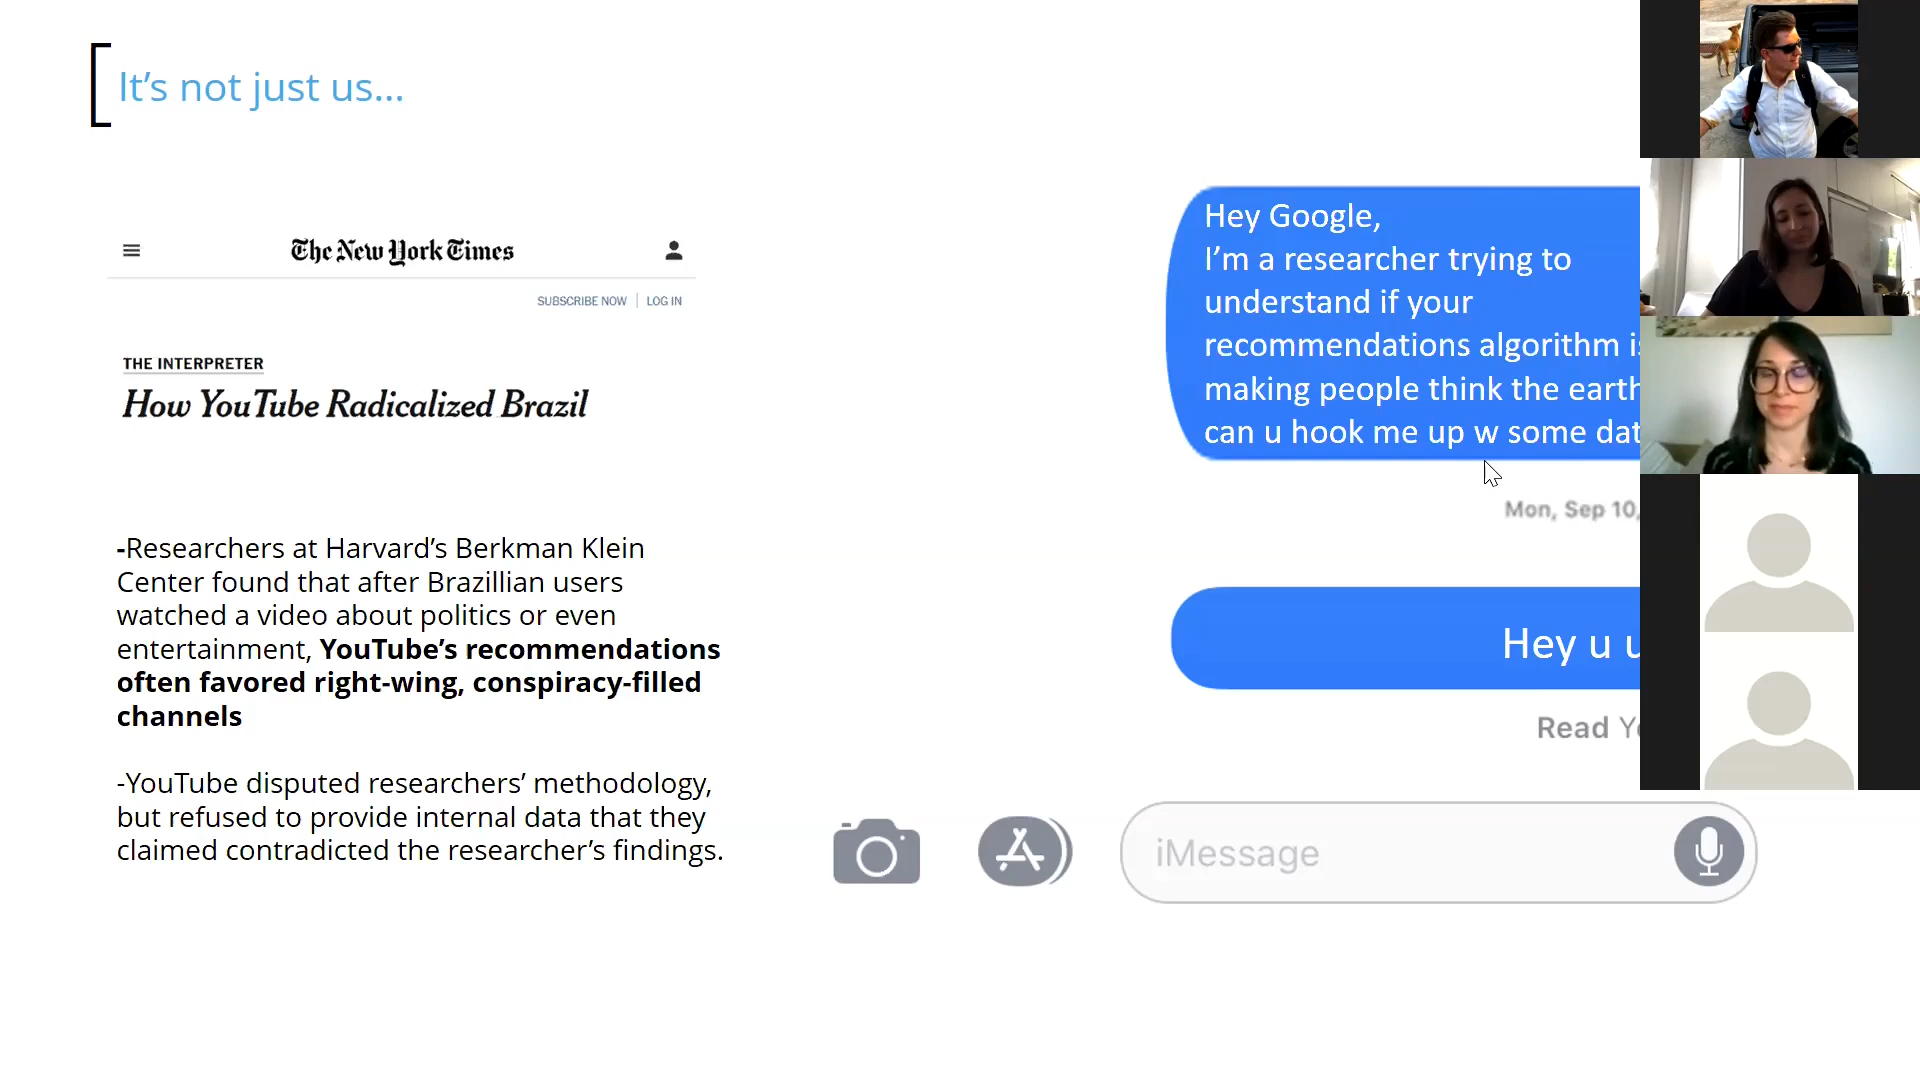 It’s not just us...
The New York Times
SUBSCRIBE NOW | LOG IN
THE INTERPRETER
How YouTube Radicalized Brazil
-Researchers at Harvard’s Berkman Klein
Center found that after Brazillian users
watched a video about politics or even
entertainment, YouTube’s recommendations
often favored right-wing, conspiracy-filled
channels
-YouTube disputed researchers’ methodology,
but refused to provide internal data that they
claimed contradicted the researcher’s findings.
Hey Google,
I’m a researcher trying to
understand if your
recommendations algorithm
making people think the earth
can u hook me up w some
Mon, Sep 10,
Hey u
Read
iMessage